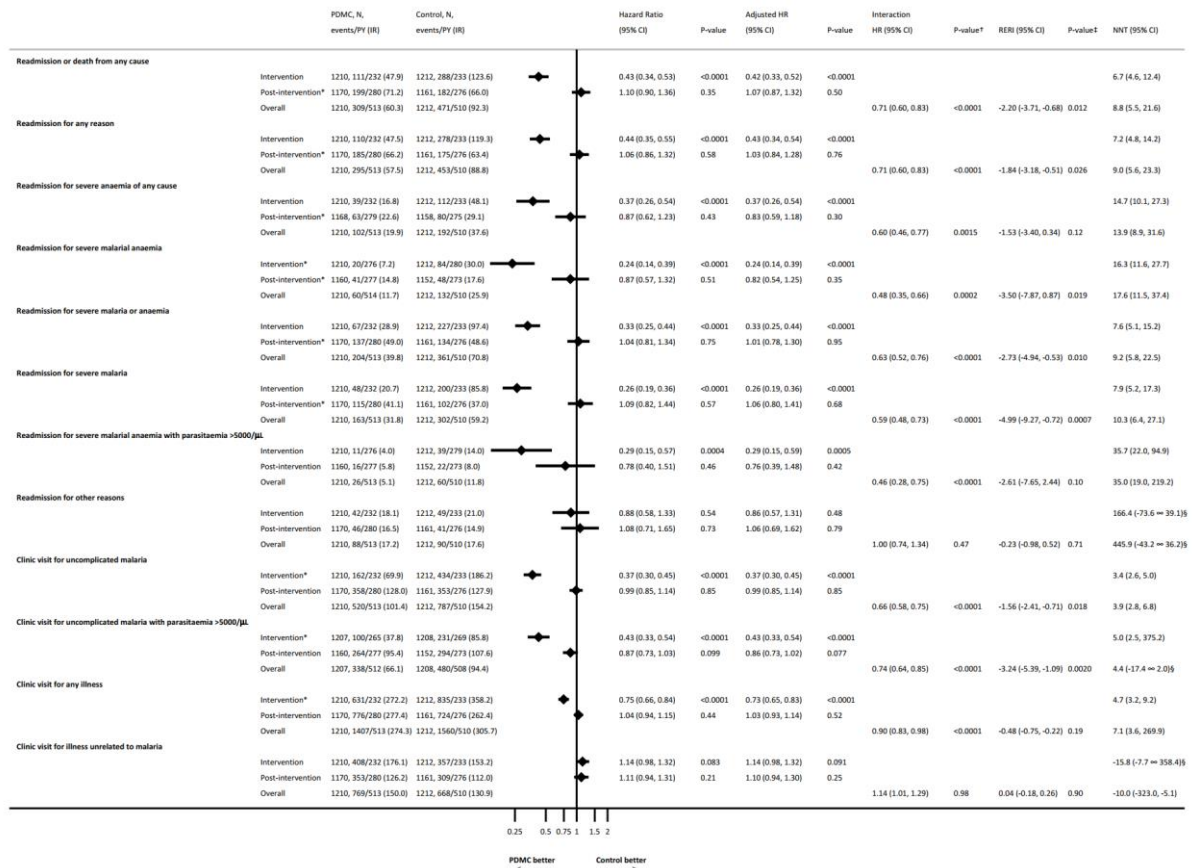 PDMC, N, Control, N, Hazard Ratio Adjusted HR Interaction
events/PY (IR) events/PY (IR) (95% CI) P-value (95% CI) P-value HR (95% CI) P-value† RERI (95% CI) P-value‡ NNT (95% CI)
Readmission or death from any cause
Intervention 1210, 111/232 (47.9) 1212, 288/233 (123.6) 0.43 (0.34, 0.53) <0.0001 0.42 (0.33, 0.52) <0.0001 6.7 (4.6, 12.4)
Post-intervention* 1170, 199/280 (71.2) 1161, 182/276 (66.0) 1.10 (0.90, 1.36) 0.35 1.07 (0.87, 1.32) 0.50
Overall 1210, 309/513 (60.3) 1212, 471/510 (92.3) 0.71 (0.60, 0.83) <0.0001 -2.20 (-3.71, -0.68) 0.012 8.8 (5.5, 21.6)
Readmission for any reason
Intervention 1210, 110/232 (47.5) 1212, 278/233 (119.3) 0.44 (0.35, 0.55) <0.0001 0.43 (0.34, 0.54) <0.0001 7.2 (4.8, 14.2)
Post-intervention* 1170, 185/280 (66.2) 1161, 175/276 (63.4) 1.06 (0.86, 1.32) 0.58 1.03 (0.84, 1.28) 0.76
Overall 1210, 295/513 (57.5) 1212, 453/510 (88.8) 0.71 (0.60, 0.83) <0.0001 -1.84 (-3.18, -0.51) 0.026 9.0 (5.6, 23.3)
Readmission for severe anaemia of any cause
Intervention 1210, 39/232 (16.8) 1212, 112/233 (48.1) 0.37 (0.26, 0.54) <0.0001 0.37 (0.26, 0.54) <0.0001 14.7 (10.1, 27.3)
Post-intervention* 1168, 63/279 (22.6) 1158, 80/275 (29.1) 0.87 (0.62, 1.23) 0.43 0.83 (0.59, 1.18) 0.30
Overall 1210, 102/513 (19.9) 1212, 192/510 (37.6) 0.60 (0.46, 0.77) 0.0015 -1.53 (-3.40, 0.34) 0.12 13.9 (8.9, 31.6)
Readmission for severe malarial anaemia
Intervention* 1210, 20/276 (7.2) 1212, 84/280 (30.0) 0.24 (0.14, 0.39) <0.0001 0.24 (0.14, 0.39) <0.0001 16.3 (11.6, 27.7)
Post-intervention* 1160, 41/277 (14.8) 1152, 48/273 (17.6) 0.87 (0.57, 1.32) 0.51 0.82 (0.54, 1.25) 0.35
Overall 1210, 60/514 (11.7) 1212, 132/510 (25.9) 0.48 (0.35, 0.66) 0.0002 -3.50 (-7.87, 0.87) 0.019 17.6 (11.5, 37.4)
Readmission for severe malaria or anaemia
Intervention 1210, 67/232 (28.9) 1212, 227/233 (97.4) 0.33 (0.25, 0.44) <0.0001 0.33 (0.25, 0.44) <0.0001 7.6 (5.1, 15.2)
Post-intervention* 1170, 137/280 (49.0) 1161, 134/276 (48.6) 1.04 (0.81, 1.34) 0.75 1.01 (0.78, 1.30) 0.95
Overall 1210, 204/513 (39.8) 1212, 361/510 (70.8) 0.63 (0.52, 0.76) <0.0001 -2.73 (-4.94, -0.53) 0.010 9.2 (5.8, 22.5)
Readmission for severe malaria
Intervention 1210, 48/232 (20.7) 1212, 200/233 (85.8) 0.26 (0.19, 0.36) <0.0001 0.26 (0.19, 0.36) <0.0001 7.9 (5.2, 17.3)
Post-intervention* 1170, 115/280 (41.1) 1161, 102/276 (37.0) 1.09 (0.82, 1.44) 0.57 1.06 (0.80, 1.41) 0.68
Overall 1210, 163/513 (31.8) 1212, 302/510 (59.2) 0.59 (0.48, 0.73) <0.0001 -4.99 (-9.27, -0.72) 0.0007 10.3 (6.4, 27.1)
Readmission for severe malarial anaemia with parasitaemia >5000/µL
Intervention 1210, 11/276 (4.0) 1212, 39/279 (14.0) 0.29 (0.15, 0.57) 0.0004 0.29 (0.15, 0.59) 0.0005 35.7 (22.0, 94.9)
Post-intervention 1160, 16/277 (5.8) 1152, 22/273 (8.0) 0.78 (0.40, 1.51) 0.46 0.76 (0.39, 1.48) 0.42
Overall 1210, 26/513 (5.1) 1212, 60/510 (11.8) 0.46 (0.28, 0.75) <0.0001 -2.61 (-7.65, 2.44) 0.10 35.0 (19.0, 219.2)
Readmission for other reasons
Intervention 1210, 42/232 (18.1) 1212, 49/233 (21.0) 0.88 (0.58, 1.33) 0.54 0.86 (0.57, 1.31) 0.48 166.4 (-73.6 ∞ 39.1)§
Post-intervention 1170, 46/280 (16.5) 1161, 41/276 (14.9) 1.08 (0.71, 1.65) 0.73 1.06 (0.69, 1.62) 0.79
Overall 1210, 88/513 (17.2) 1212, 90/510 (17.6) 1.00 (0.74, 1.34) 0.47 -0.23 (-0.98, 0.52) 0.71 445.9 (-43.2 ∞ 36.2)§
Clinic visit for uncomplicated malaria
Intervention* 1210, 162/232 (69.9) 1212, 434/233 (186.2) 0.37 (0.30, 0.45) <0.0001 0.37 (0.30, 0.45) <0.0001 3.4 (2.6, 5.0)
Post-intervention 1170, 358/280 (128.0) 1161, 353/276 (127.9) 0.99 (0.85, 1.14) 0.85 0.99 (0.85, 1.14) 0.85
Overall 1210, 520/513 (101.4) 1212, 787/510 (154.2) 0.66 (0.58, 0.75) <0.0001 -1.56 (-2.41, -0.71) 0.018 3.9 (2.8, 6.8)
Clinic visit for uncomplicated malaria with parasitaemia >5000/µL
Intervention* 1207, 100/265 (37.8) 1208, 231/269 (85.8) 0.43 (0.33, 0.54) <0.0001 0.43 (0.33, 0.54) <0.0001 5.0 (2.5, 375.2)
Post-intervention 1160, 264/277 (95.4) 1152, 294/273 (107.6) 0.87 (0.73, 1.03) 0.099 0.86 (0.73, 1.02) 0.077
Overall 1207, 338/512 (66.1) 1208, 480/508 (94.4) 0.74 (0.64, 0.85) <0.0001 -3.24 (-5.39, -1.09) 0.0020 4.4 (-17.4 ∞ 2.0)§
Clinic visit for any illness
Intervention* 1210, 631/232 (272.2) 1212, 835/233 (358.2) 0.75 (0.66, 0.84) <0.0001 0.73 (0.65, 0.83) <0.0001 4.7 (3.2, 9.2)
Post-intervention 1170, 776/280 (277.4) 1161, 724/276 (262.4) 1.04 (0.94, 1.15) 0.44 1.03 (0.93, 1.14) 0.52
Overall 1210, 1407/513 (274.3) 1212, 1560/510 (305.7) 0.90 (0.83, 0.98) <0.0001 -0.48 (-0.75, -0.22) 0.19 7.1 (3.6, 269.9)
Clinic visit for illness unrelated to malaria
Intervention 1210, 408/232 (176.1) 1212, 357/233 (153.2) 1.14 (0.98, 1.32) 0.083 1.14 (0.98, 1.32) 0.091 -15.8 (-7.7 ∞ 358.4)§
Post-intervention 1170, 353/280 (126.2) 1161, 309/276 (112.0) 1.11 (0.94, 1.31) 0.21 1.10 (0.94, 1.30) 0.25
Overall 1210, 769/513 (150.0) 1212, 668/510 (130.9) 1.14 (1.01, 1.29) 0.98 0.04 (-0.18, 0.26) 0.90 -10.0 (-323.0, -5.1)
0.25 0.5 0.75 1 1.5 2
PDMC better Control better